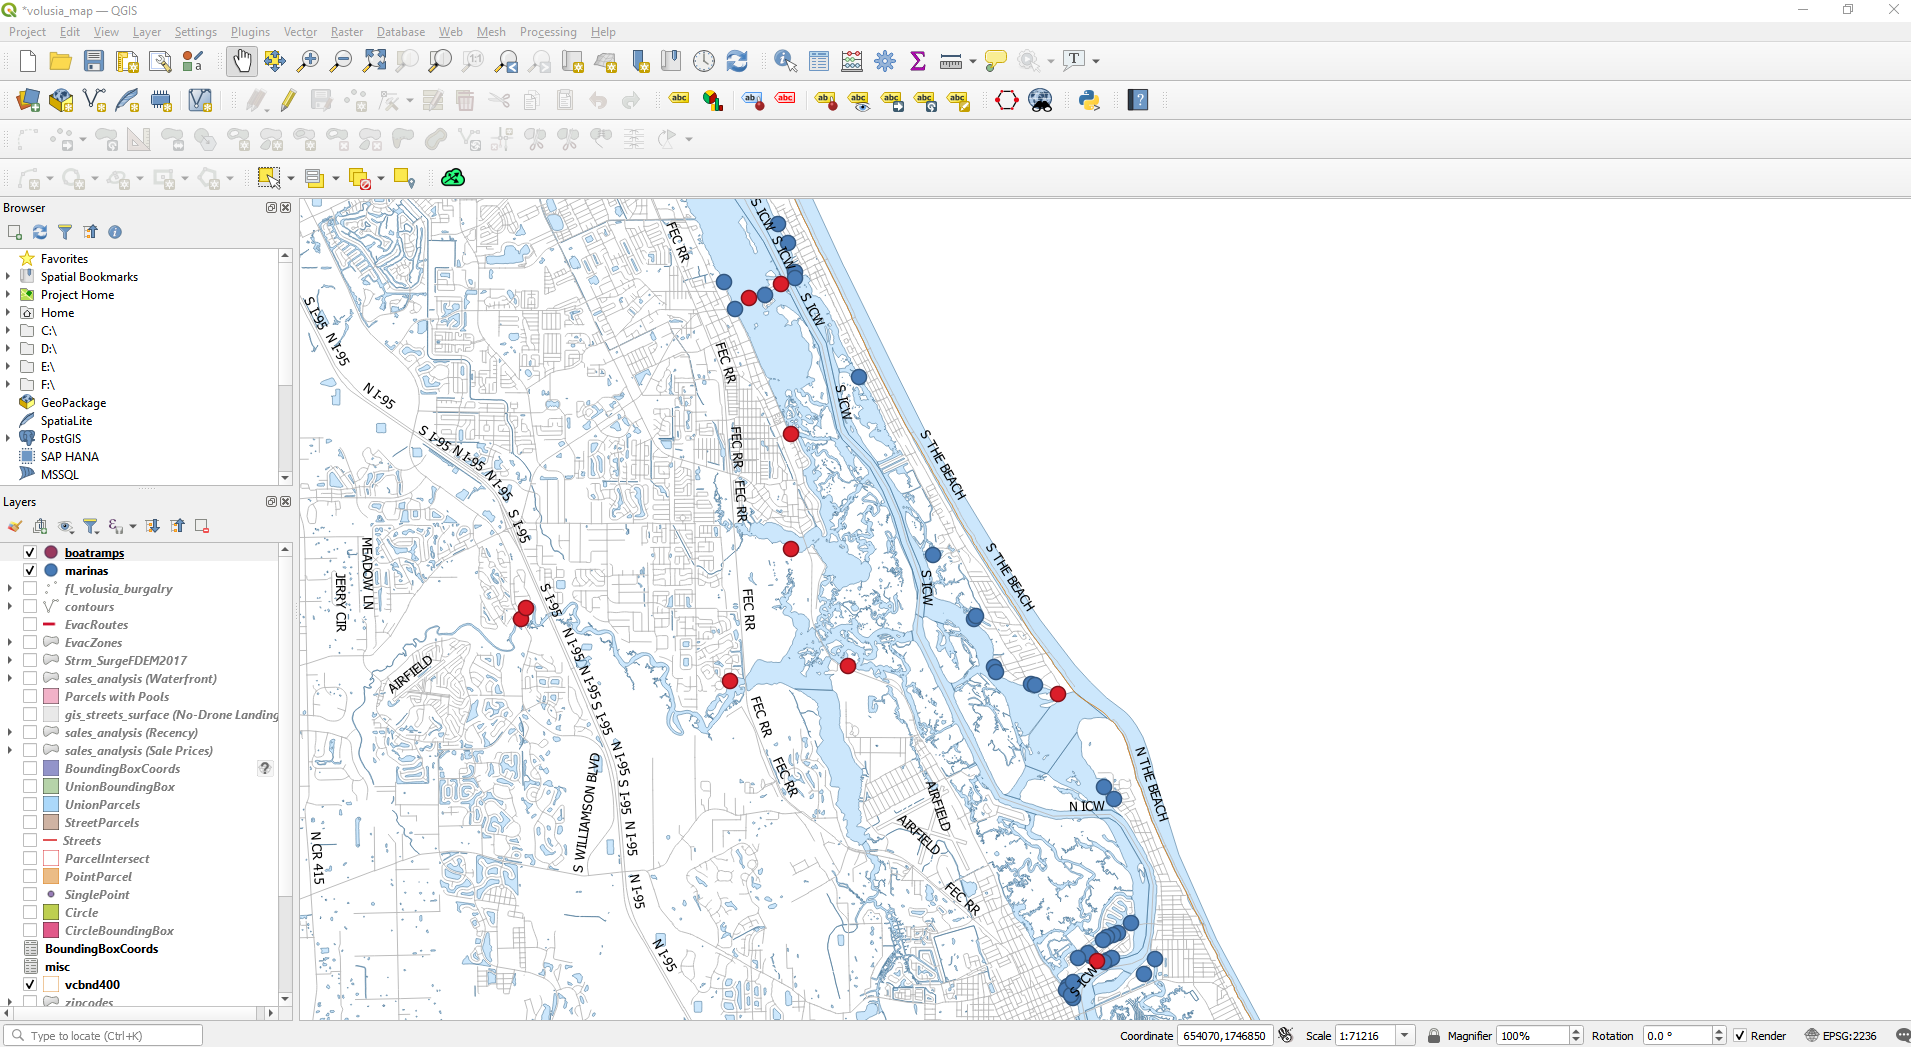 *volusia_map — QGIS
Project Edit View Layer Settings Plugins Vector Raster Database Web Mesh Processing Help
Browser
Favorites
Spatial Bookmarks
Project Home
Home
C:\
D:\
E:\
F:\
GeoPackage
SpatiaLite
PostGIS
SAP HANA
MSSQL
Layers
boatramps
marinas
fl_volusia_burgalry
contours
EvacRoutes
EvacZones
Strm_SurgeFDEM2017
sales_analysis (Waterfront)
Parcels with Pools
gis_streets_surface (No-Drone Landing
sales_analysis (Recency)
sales_analysis (Sale Prices)
BoundingBoxCoords ?
UnionBoundingBox
UnionParcels
StreetParcels
Streets
ParcelIntersect
PointParcel
SinglePoint
Circle
CircleBoundingBox
BoundingBoxCoords
misc
vcbnd400
zipcodes
S ICW
S ICW
FEC RR
S I-95
N I-95
S ICW
FEC RR
N I-95
S ICW
S I-95
N I-95
N I-95
FEC RR
S THE BEACH
FEC RR
S I-95
MEADOW LN
JERRY CIR
S I-95
FEC RR
S ICW
S THE BEACH
N I-95
N I-95
S I-95
AIRFIELD
FEC RR
N I-95
S I-95
N I-95
FEC RR
S WILLIAMSON BLVD
AIRFIELD
AIRFIELD
N ICW
N THE BEACH
N CR 415
N I-95
FEC RR
N I-95
S ICW
Type to locate (Ctrl+K)
Coordinate 654070,1746850 Scale 1:71216 Magnifier 100% Rotation 0.0 ° Render EPSG:2236